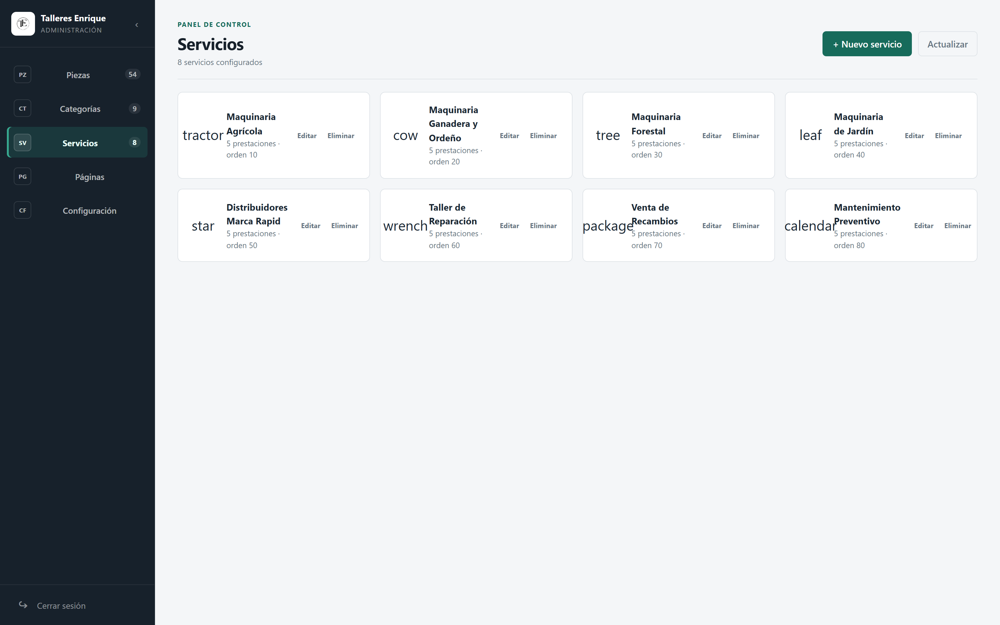 Talleres Enrique
ADMINISTRACIÓN
‹
PZ Piezas 54
CT Categorías 9
SV Servicios 8
PG Páginas
CF Configuración
Cerrar sesión
PANEL DE CONTROL
Servicios
8 servicios configurados
+ Nuevo servicio
Actualizar
tractor
Maquinaria
Agrícola
5 prestaciones ·
orden 10
Editar Eliminar
cow
Maquinaria
Ganadera y
Ordeño
5 prestaciones ·
orden 20
Editar Eliminar
tree
Maquinaria
Forestal
5 prestaciones ·
orden 30
Editar Eliminar
leaf
Maquinaria
de Jardín
5 prestaciones ·
orden 40
Editar Eliminar
star
Distribuidores
Marca Rapid
5 prestaciones ·
orden 50
Editar Eliminar
wrench
Taller de
Reparación
5 prestaciones ·
orden 60
Editar Eliminar
package
Venta de
Recambios
5 prestaciones ·
orden 70
Editar Eliminar
calendar
Mantenimiento
Preventivo
5 prestaciones ·
orden 80
Editar Eliminar